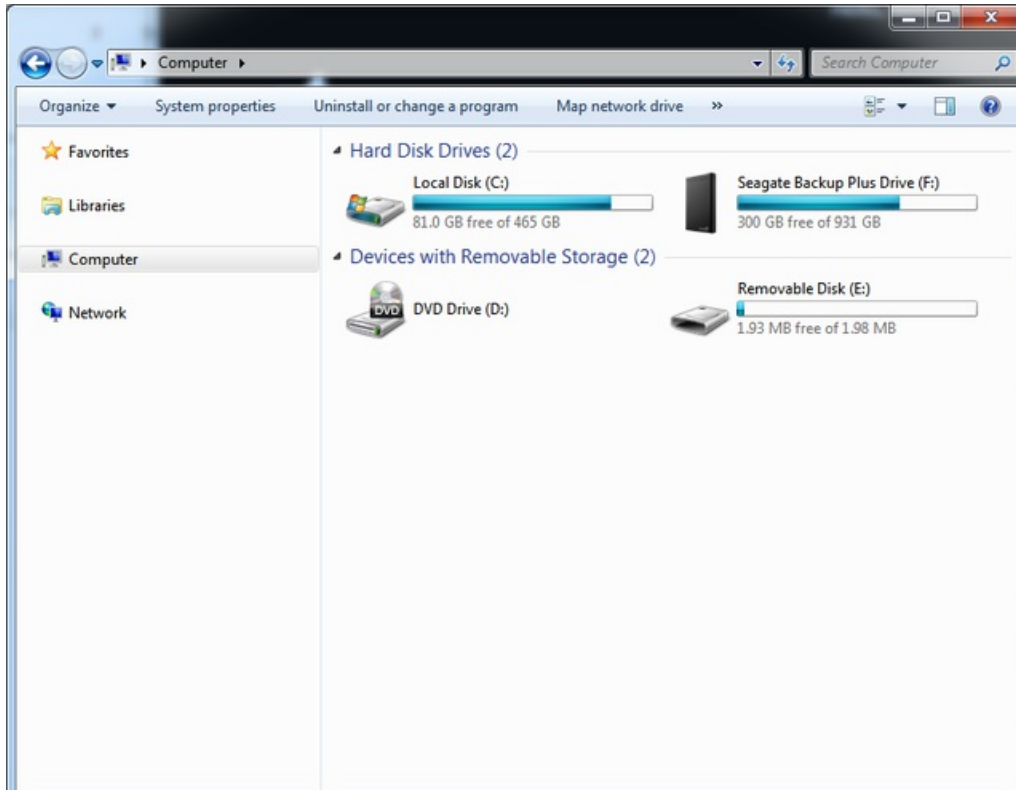 Computer
Search Computer
Organize
System properties
Uninstall or change a program
Map network drive
»
Favorites
Libraries
Computer
Network
Hard Disk Drives (2)
Local Disk (C:)
81.0 GB free of 465 GB
Seagate Backup Plus Drive (F:)
300 GB free of 931 GB
Devices with Removable Storage (2)
DVD
DVD Drive (D:)
Removable Disk (E:)
1.93 MB free of 1.98 MB